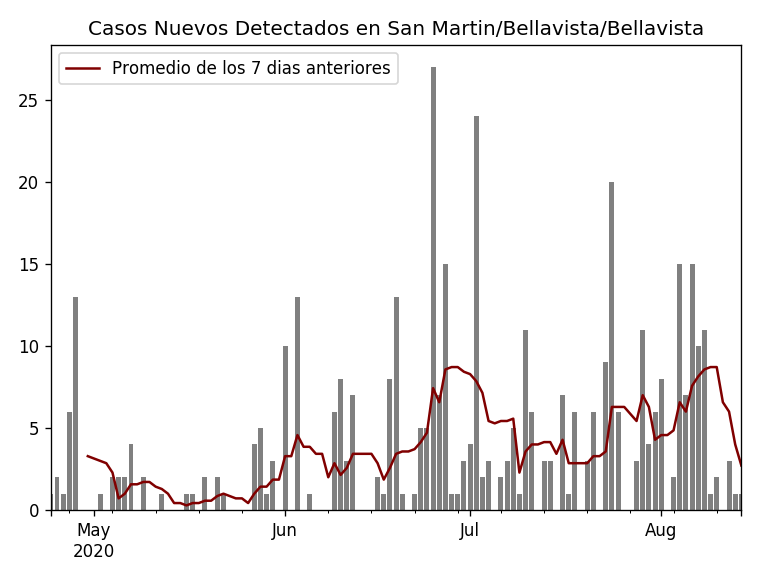 Casos Nuevos Detectados en San Martin/Bellavista/Bellavista
Promedio de los 7 dias anteriores
25
20
15
10
5
0
May Jun Jul Aug
2020